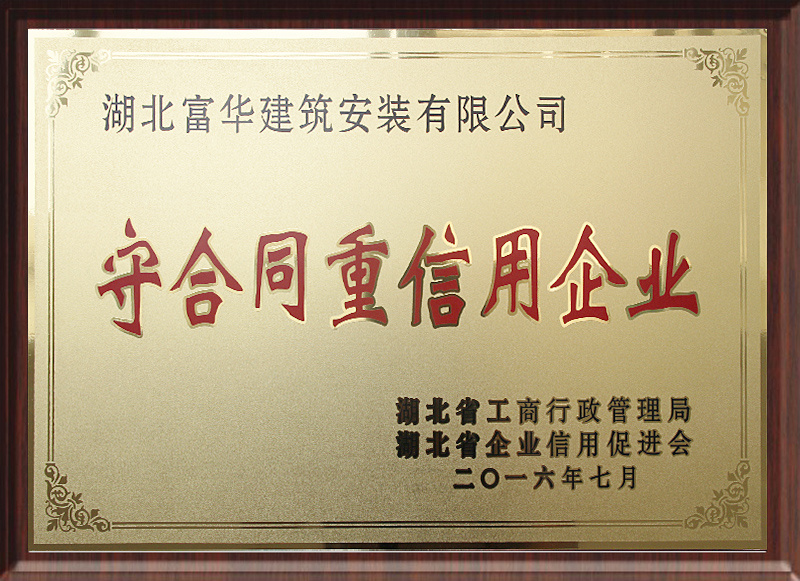 湖北富华建筑安装有限公司
守合同重信用企业
湖北省工商行政管理局
湖北省企业信用促进会
二〇一六年七月